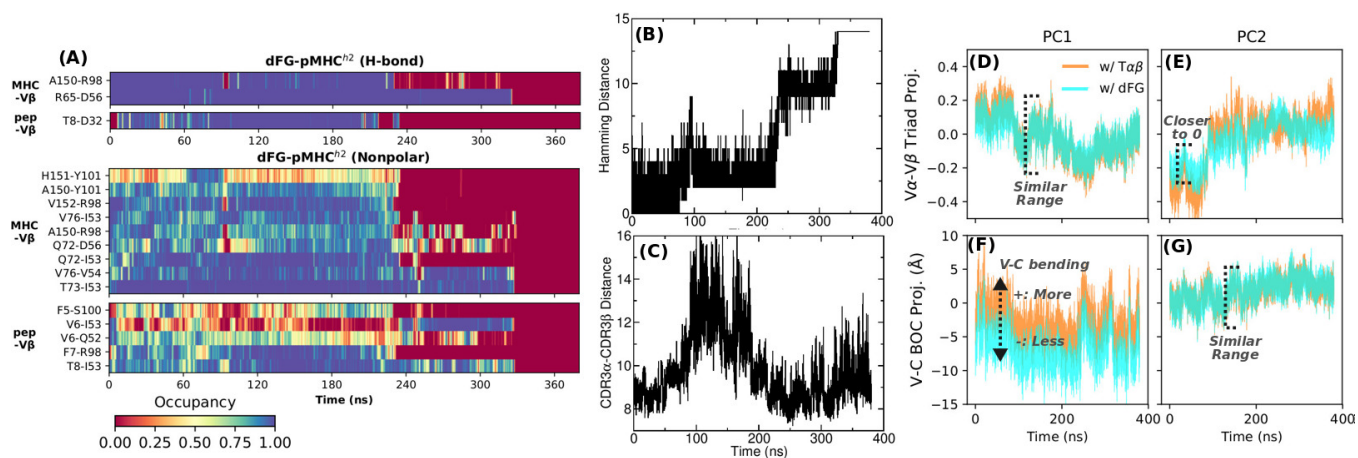 (A)
dFG-pMHC^h2 (H-bond)
MHC
-Vβ
A150-R98
R65-D56
pep
-Vβ
T8-D32
0 60 120 180 240 300 360
dFG-pMHC^h2 (Nonpolar)
MHC
-Vβ
H151-Y101
A150-Y101
V152-R98
V76-I53
A150-R98
Q72-D56
Q72-I53
V76-V54
T73-I53
pep
-Vβ
F5-S100
V6-I53
V6-Q52
F7-R98
T8-I53
0 60 120 180 240 300 360
Time (ns)
Occupancy
0.00 0.25 0.50 0.75 1.00
(B)
Hamming Distance
15
10
5
0
0 100 200 300 400
(C)
CDR3α-CDR3β Distance
16
14
12
10
8
0 100 200 300 400
Time (ns)
PC1
PC2
(D)
w/ Tαβ
w/ dFG
Vα-Vβ Triad Proj.
0.4
0.2
0.0
-0.2
-0.4
Similar
Range
(E)
Closer
to 0
(F)
V-C bending
+: More
-: Less
V-C BOC Proj. (Å)
10
5
0
−5
−10
−15
0 200 400
Time (ns)
(G)
Similar
Range
0 200
Time (ns)